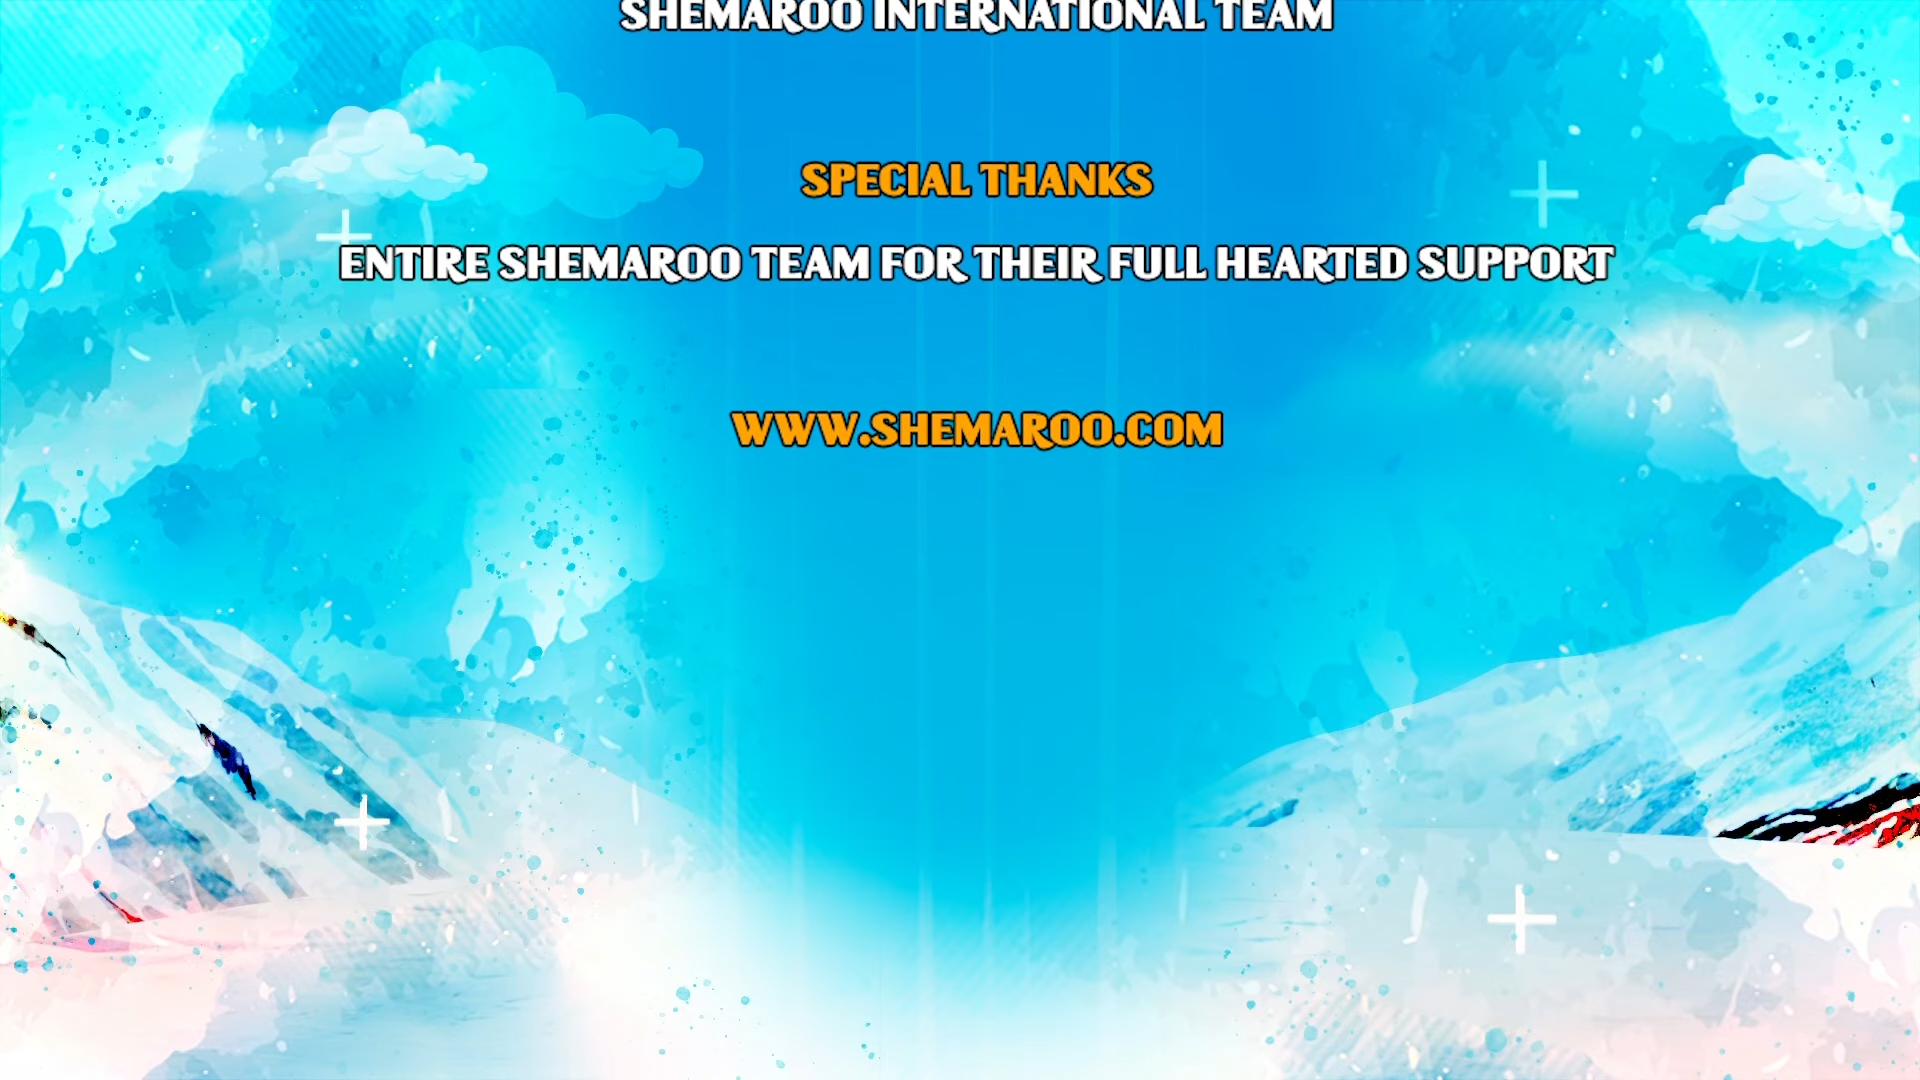 SHEMAROO INTERNATIONAL TEAM
SPECIAL THANKS
ENTIRE SHEMAROO TEAM FOR THEIR FULL HEARTED SUPPORT
WWW.SHEMAROO.COM